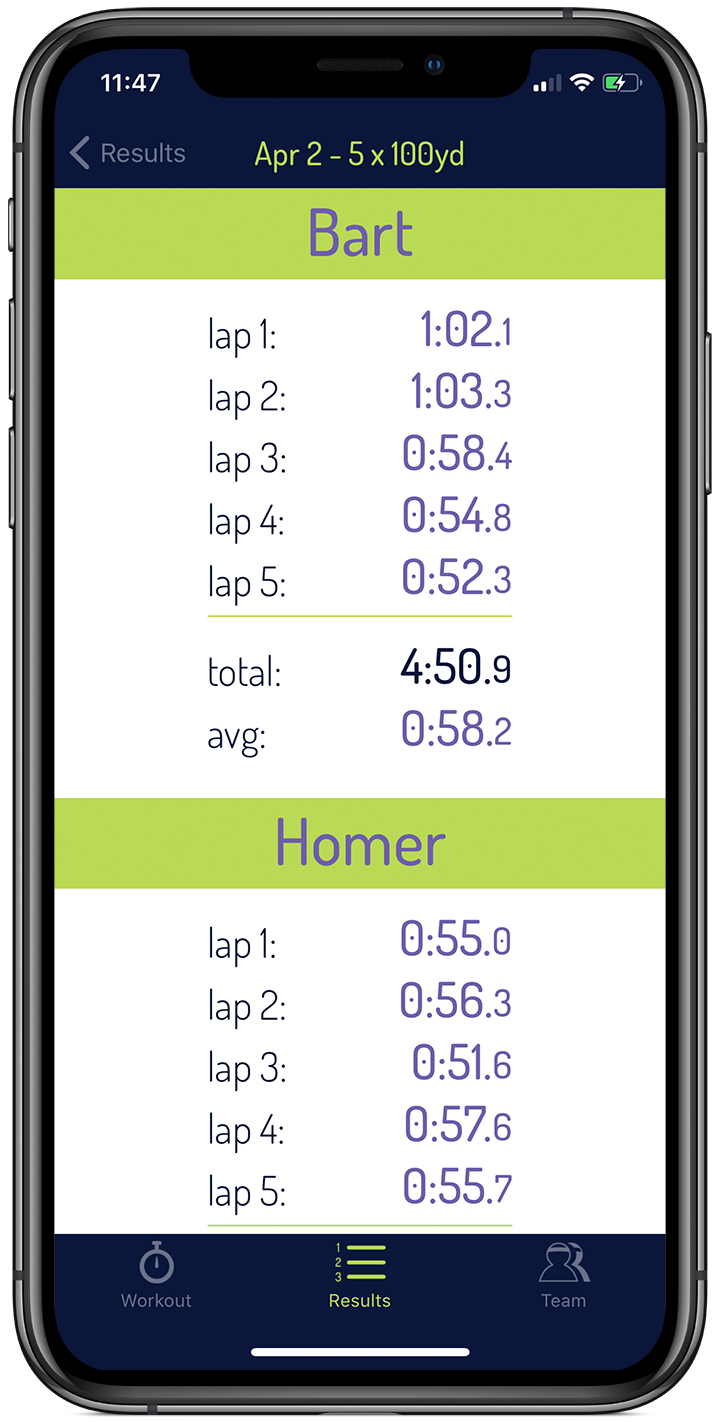 11:47
Results
Apr 2 - 5 x 100yd
Bart
lap 1: 1:02.1
lap 2: 1:03.3
lap 3: 0:58.4
lap 4: 0:54.8
lap 5: 0:52.3
total: 4:50.9
avg: 0:58.2
Homer
lap 1: 0:55.0
lap 2: 0:56.3
lap 3: 0:51.6
lap 4: 0:57.6
lap 5: 0:55.7
1
2
3
Workout Results Team